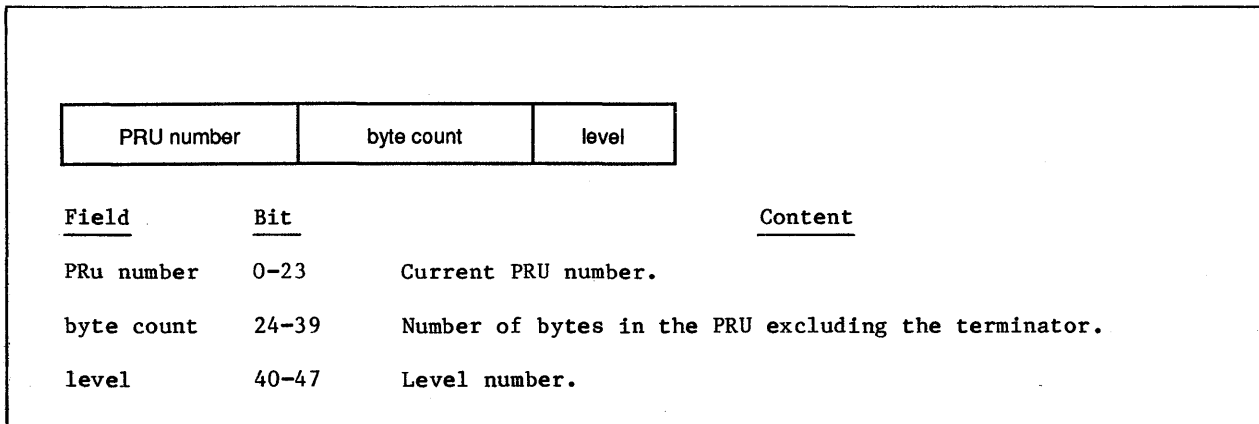 PRU number byte count level
Field Bit Content
PRu number 0-23 Current PRU number.
byte count 24-39 Number of bytes in the PRU excluding the terminator.
level 40-47 Level number.